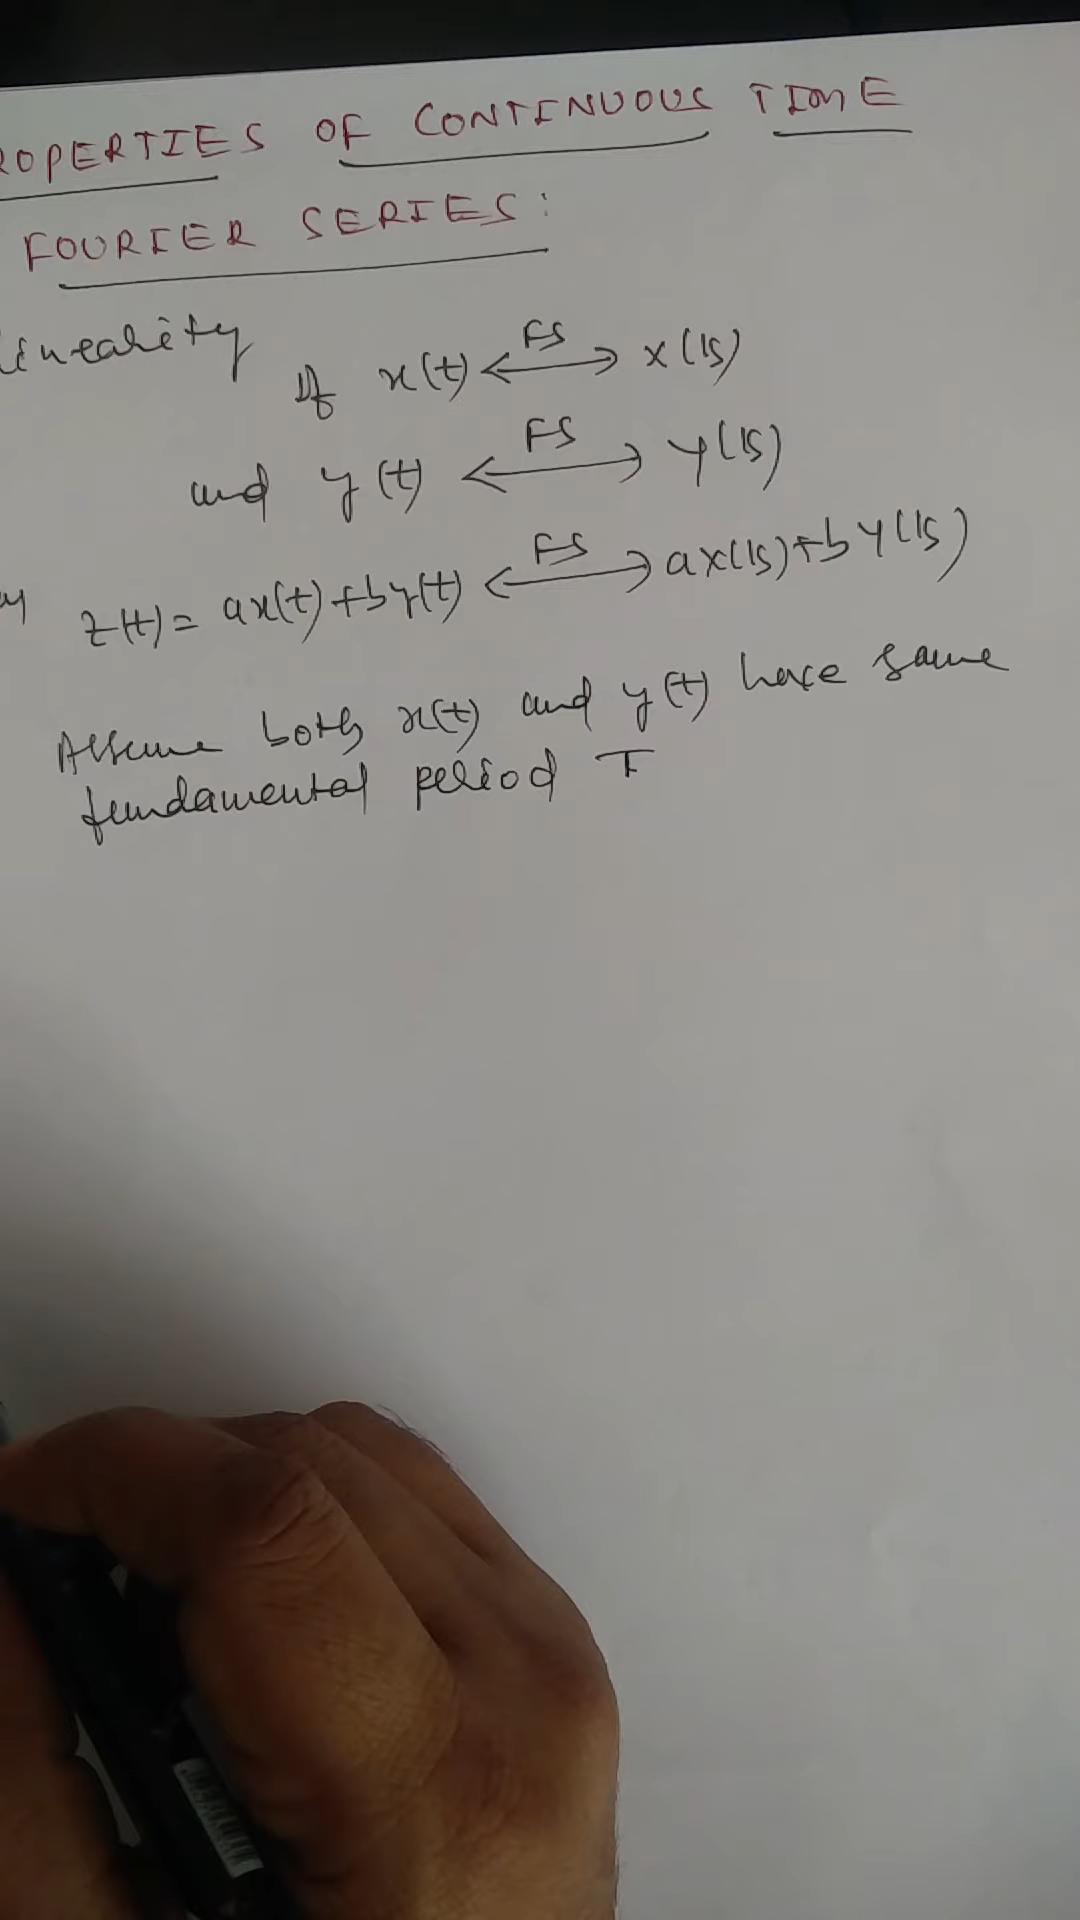 ROPERTIES OF CONTINUOUS TIME
FOURIER SERIES:
inearity
If x(t) <-FS-> X(k)
and y(t) <-FS-> Y(k)
z(t) = ax(t)+by(t) <-FS-> aX(k)+bY(k)
Assume both x(t) and y(t) have same
fundamental period T